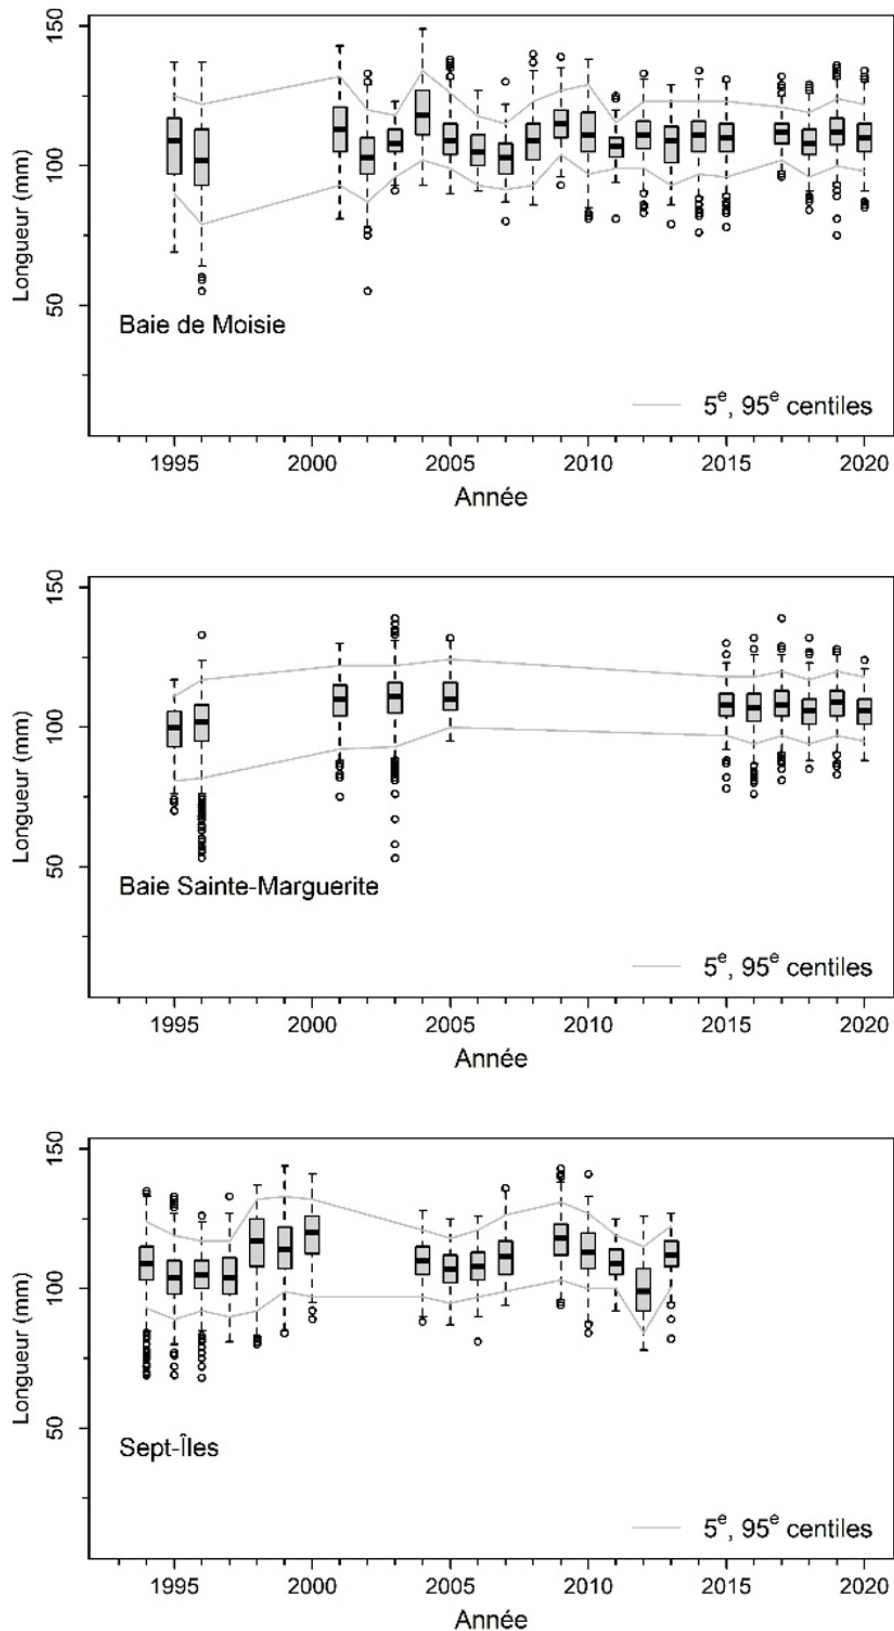 150
100
50
Longueur (mm)
Baie de Moisie
5e, 95e centiles
1995 2000 2005 2010 2015 2020
Année
150
100
50
Longueur (mm)
Baie Sainte-Marguerite
5e, 95e centiles
1995 2000 2005 2010 2015 2020
Année
150
100
50
Longueur (mm)
Sept-Îles
5e, 95e centiles
1995 2000 2005 2010 2015 2020
Année